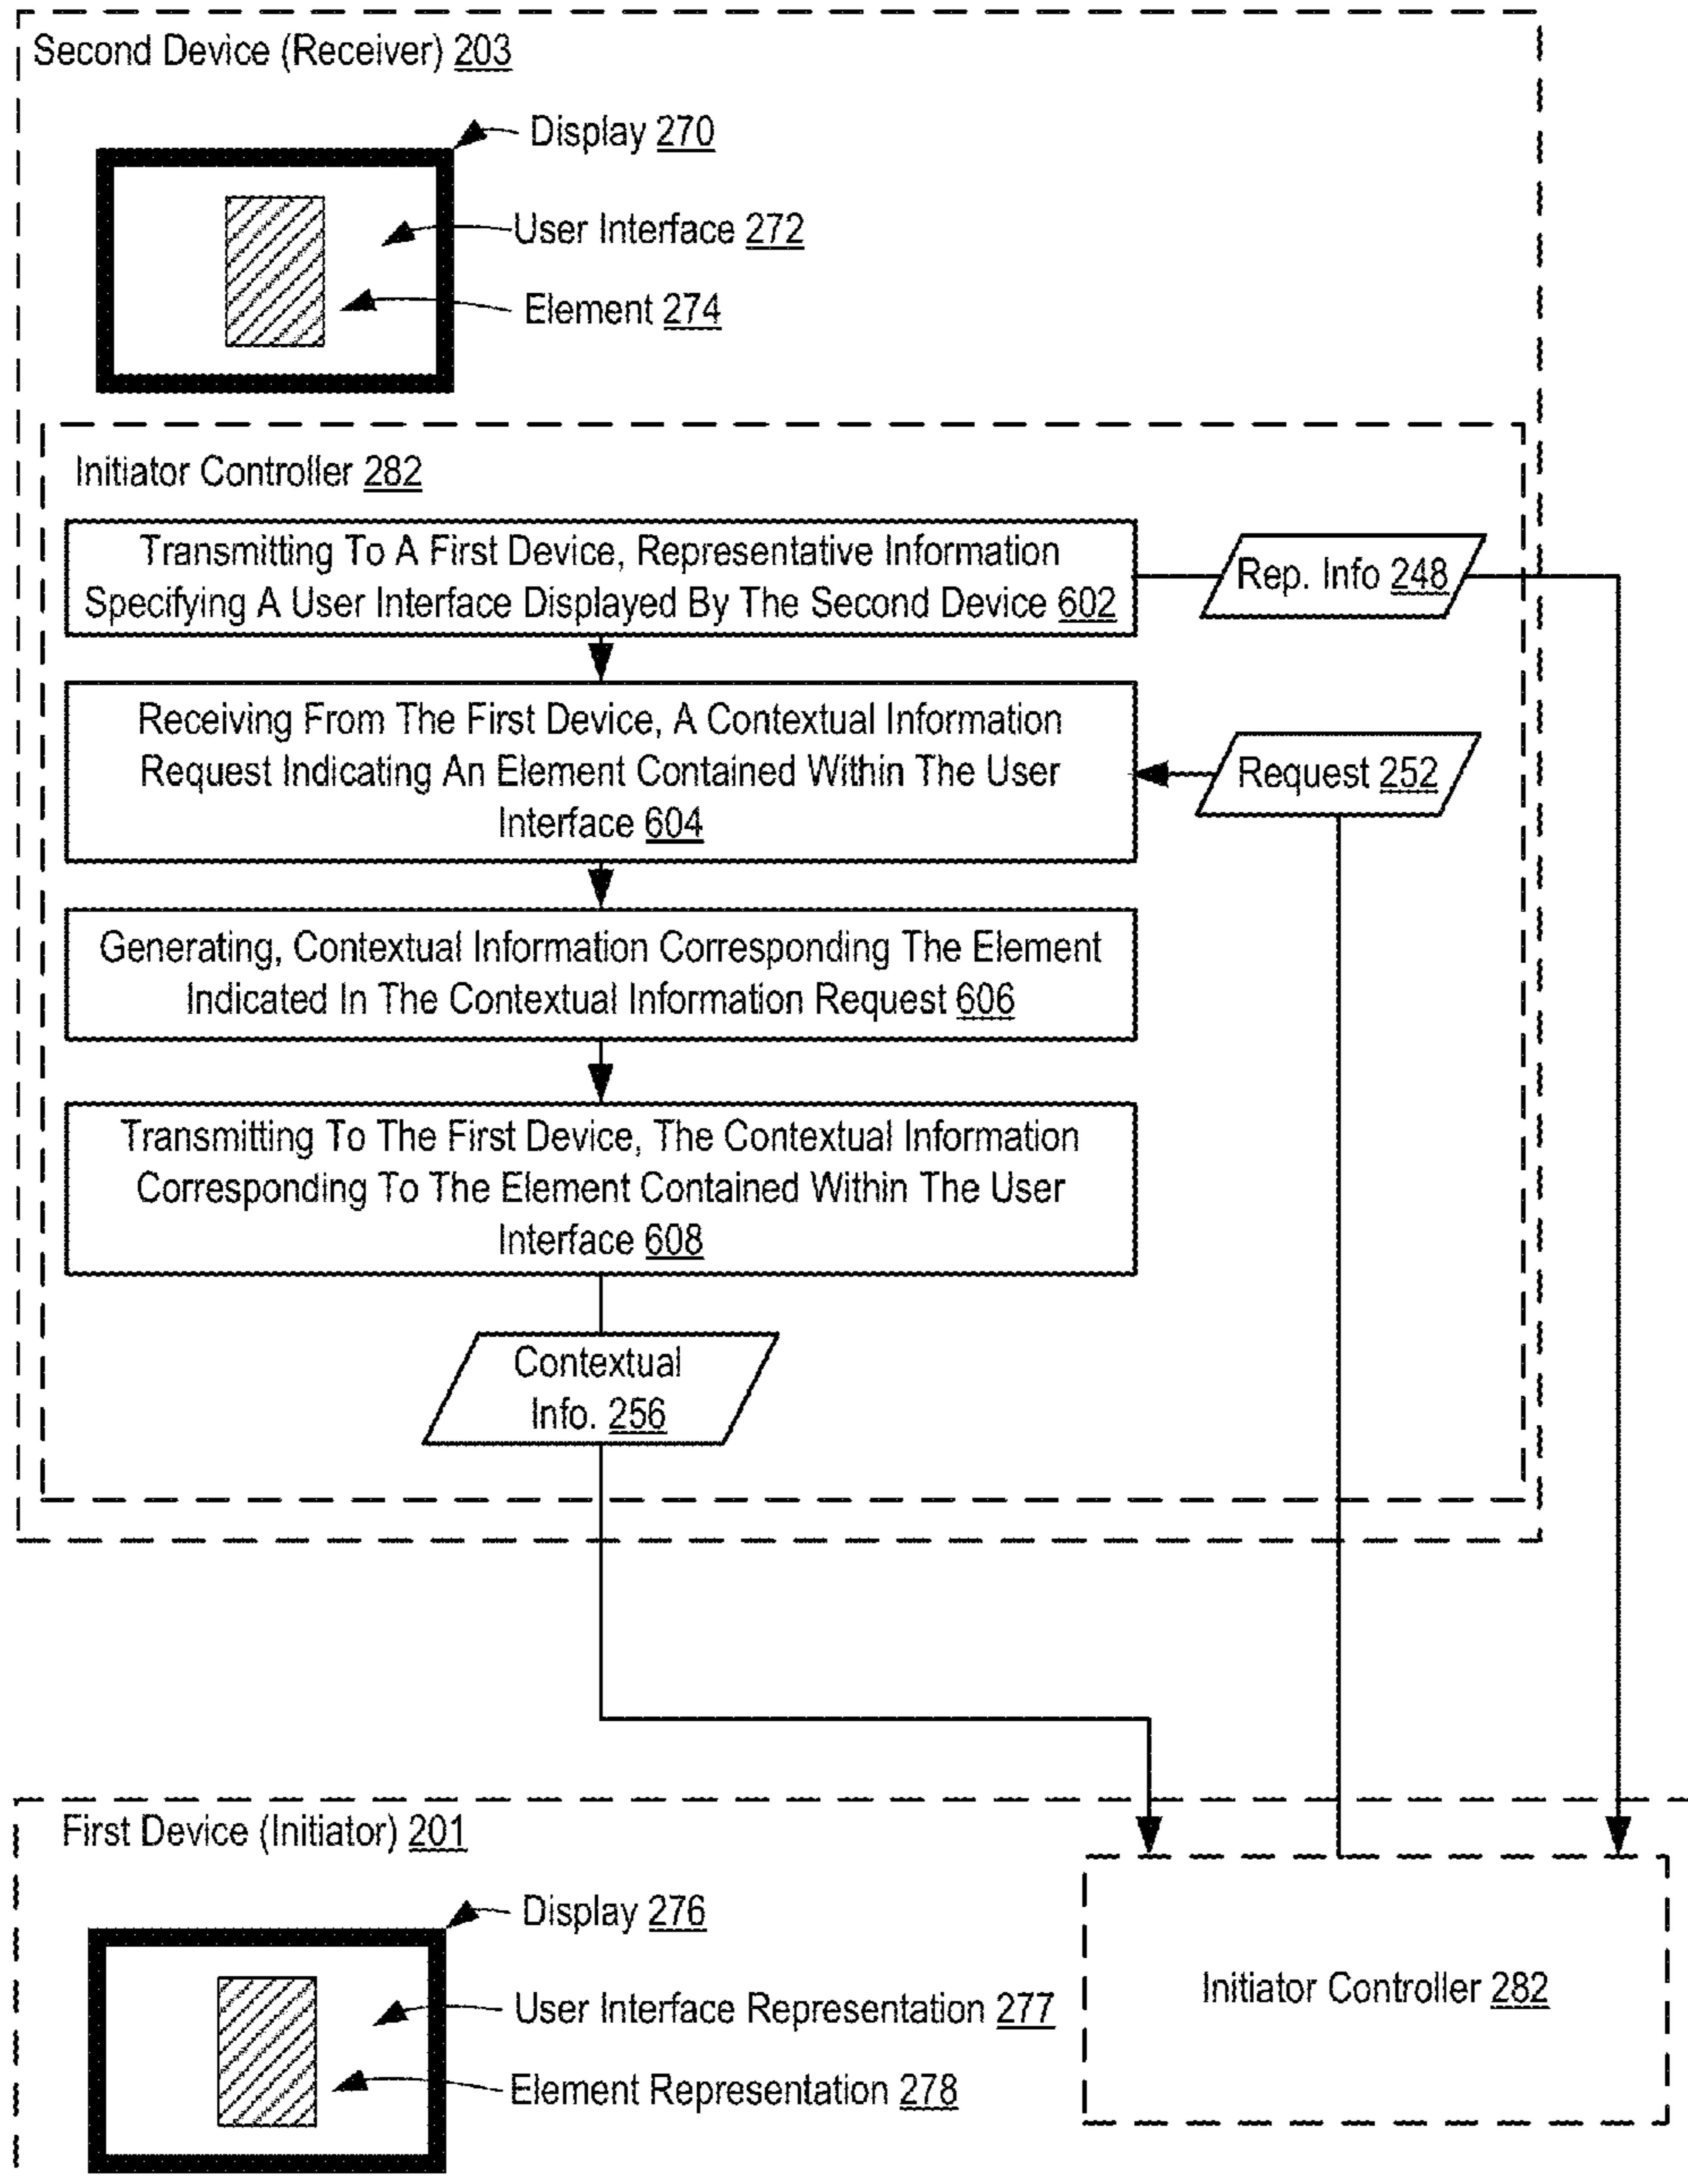 Second Device (Receiver) 203
Display 270
User Interface 272
Element 274
Initiator Controller 282
Transmitting To A First Device, Representative Information
Specifying A User Interface Displayed By The Second Device 602
Rep. Info 248
Receiving From The First Device, A Contextual Information
Request Indicating An Element Contained Within The User
Interface 604
Request 252
Generating, Contextual Information Corresponding The Element
Indicated In The Contextual Information Request 606
Transmitting To The First Device, The Contextual Information
Corresponding To The Element Contained Within The User
Interface 608
Contextual
Info. 256
First Device (Initiator) 201
Display 276
User Interface Representation 277
Element Representation 278
Initiator Controller 282